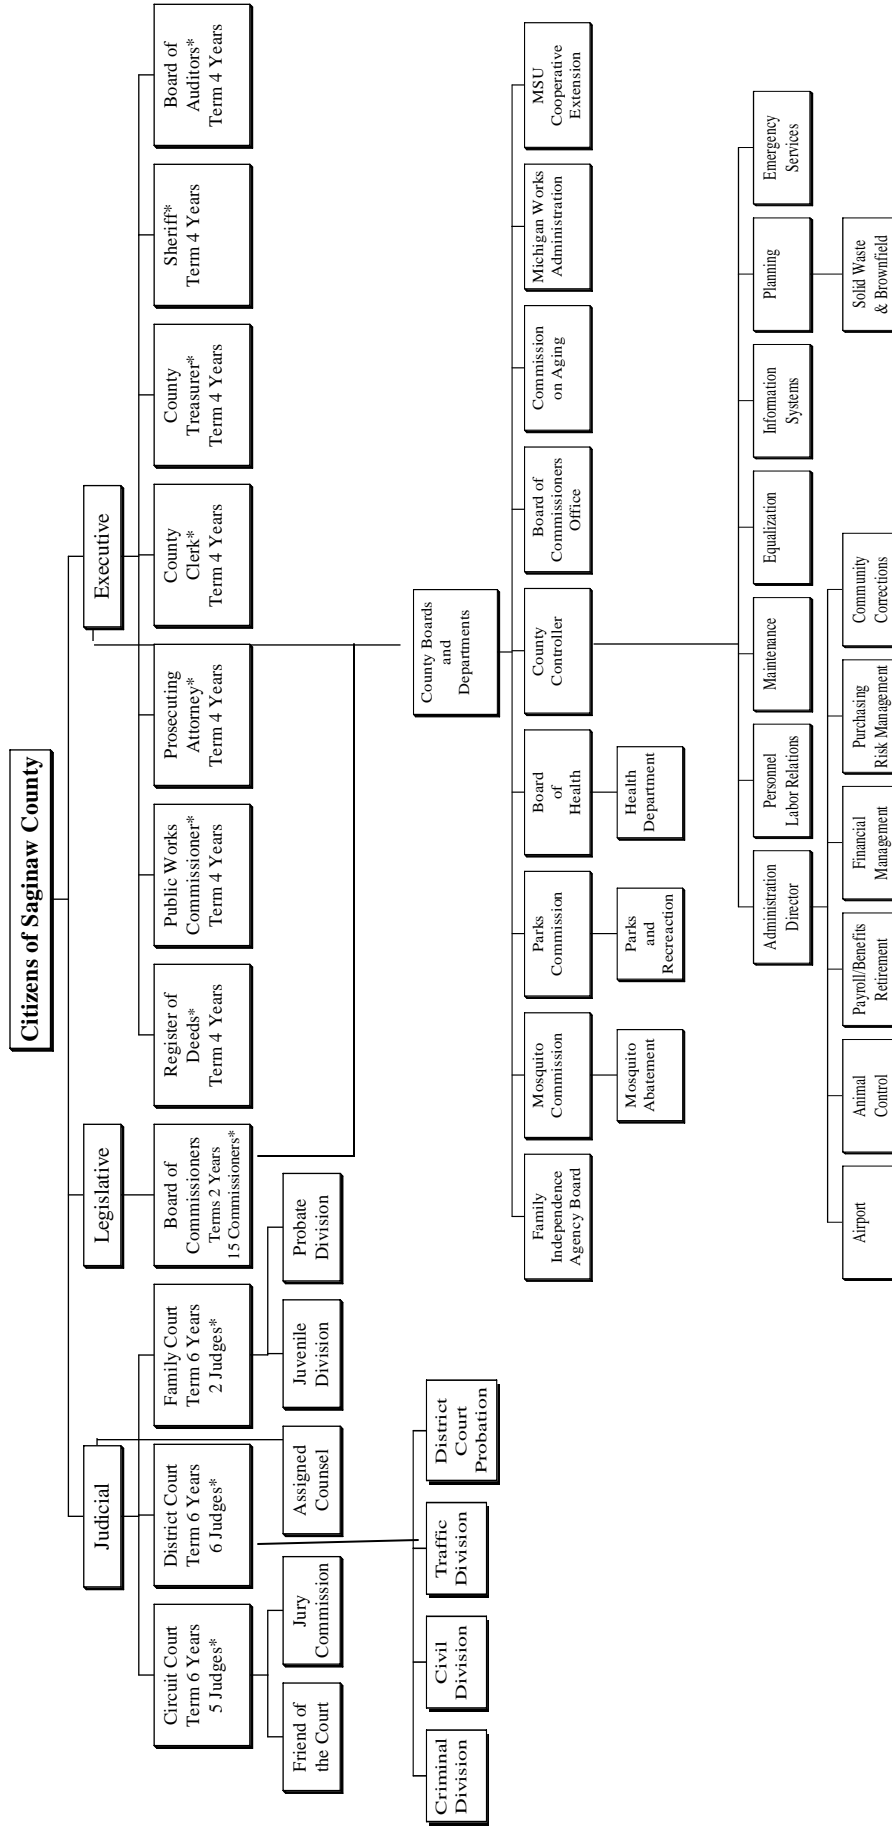 Citizens of Saginaw County
Judicial
Legislative
Executive
Circuit Court
Term 6 Years
5 Judges*
District Court
Term 6 Years
6 Judges*
Family Court
Term 6 Years
2 Judges*
Board of
Commissioners
Terms 2 Years
15 Commissioners*
Register of
Deeds*
Term 4 Years
Public Works
Commissioner*
Term 4 Years
Prosecuting
Attorney*
Term 4 Years
County
Clerk*
Term 4 Years
County
Treasurer*
Term 4 Years
Sheriff*
Term 4 Years
Board of
Auditors*
Term 4 Years
Friend of
the Court
Jury
Commission
Assigned
Counsel
Juvenile
Division
Probate
Division
Criminal
Division
Civil
Division
Traffic
Division
District
Court
Probation
County Boards
and
Departments
Family
Independence
Agency Board
Mosquito
Commission
Parks
Commission
Board
of
Health
County
Controller
Board of
Commissioners
Office
Commission
on Aging
Michigan Works
Administration
MSU
Cooperative
Extension
Mosquito
Abatement
Parks
and
Recreaction
Health
Department
Administration
Director
Personnel
Labor Relations
Maintenance
Equalization
Information
Systems
Planning
Emergency
Services
Airport
Animal
Control
Payroll/Benefits
Retirement
Financial
Management
Purchasing
Risk Management
Community
Corrections
Solid Waste
& Brownfield